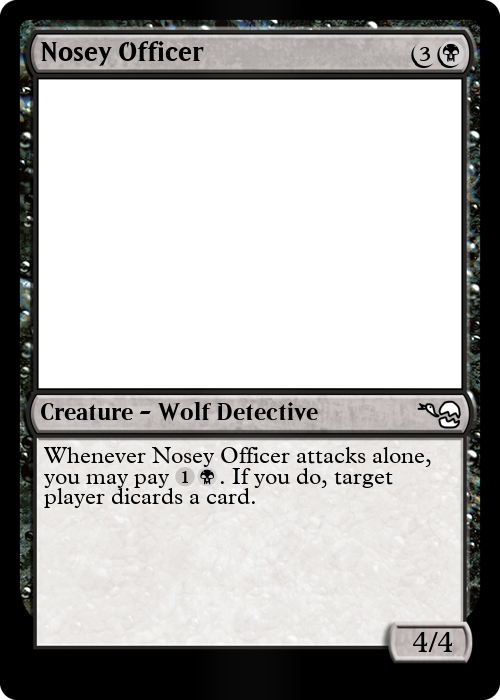 Nosey Officer 3
Creature – Wolf Detective
Whenever Nosey Officer attacks alone,
you may pay 1 . If you do, target
player dicards a card.
4/4